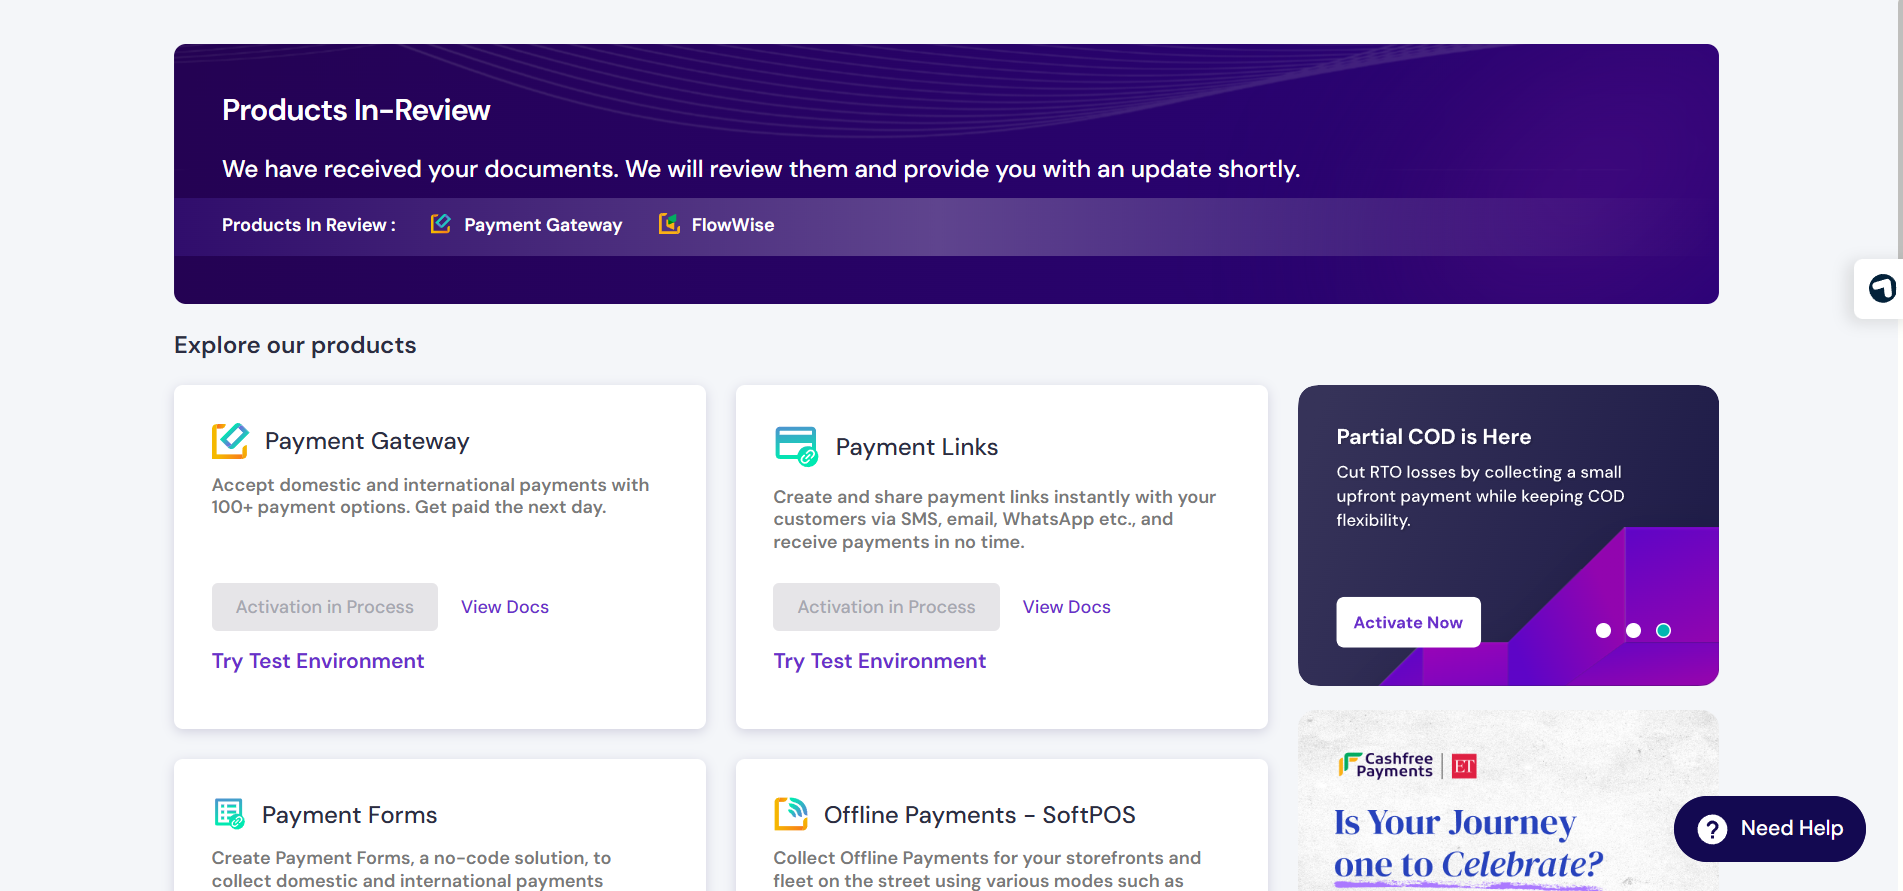 Products In-Review
We have received your documents. We will review them and provide you with an update shortly.
Products In Review :
Payment Gateway
FlowWise
Explore our products
Payment Gateway
Accept domestic and international payments with
100+ payment options. Get paid the next day.
Activation in Process
View Docs
Try Test Environment
Payment Links
Create and share payment links instantly with your
customers via SMS, email, WhatsApp etc., and
receive payments in no time.
Activation in Process
View Docs
Try Test Environment
Partial COD is Here
Cut RTO losses by collecting a small
upfront payment while keeping COD
flexibility.
Activate Now
Payment Forms
Create Payment Forms, a no-code solution, to
collect domestic and international payments
Offline Payments - SoftPOS
Collect Offline Payments for your storefronts and
fleet on the street using various modes such as
Cashfree
Payments
ET
Is Your Journey
one to Celebrate?
? Need Help